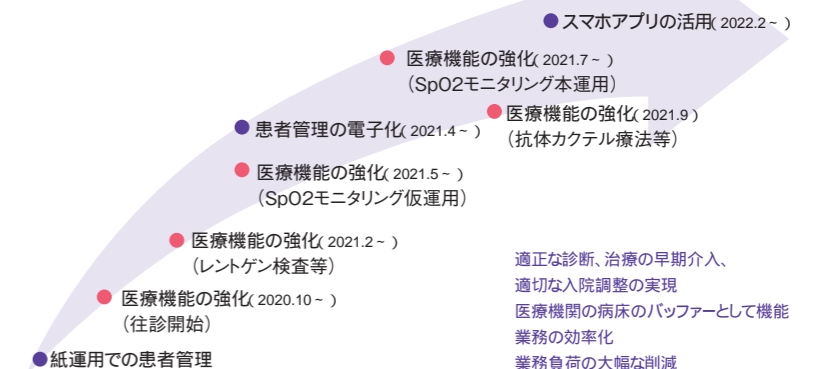 スマホアプリの活用( 2022.2~ )
医療機能の強化( 2021.7~ )
(SpO2モニタリング本運用)
医療機能の強化(2021.9 )
(抗体カクテル療法等)
患者管理の電子化( 2021.4~ )
医療機能の強化( 2021.5~ )
(SpO2モニタリング仮運用)
医療機能の強化( 2021.2~ )
(レントゲン検査等)
医療機能の強化( 2020.10~ )
(往診開始)
紙運用での患者管理
適正な診断、治療の早期介入、
適切な入院調整の実現
医療機関の病床のバッファーとして機能
業務の効率化
業務負荷の大幅な削減